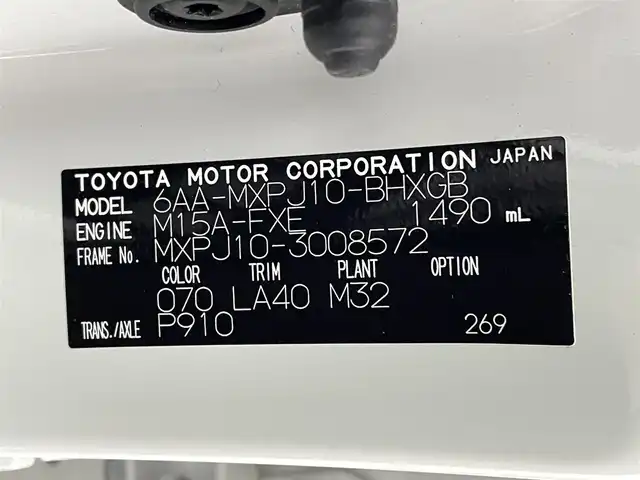 TOYOTA MOTOR CORPORATION JAPAN
MODEL 6AA-MXPJ10-BHXGB
ENGINE M15A-FXE 1490 mL
FRAME No. MXPJ10-3008572
COLOR TRIM PLANT OPTION
070 LA40 M32
TRANS./AXLE P910 269